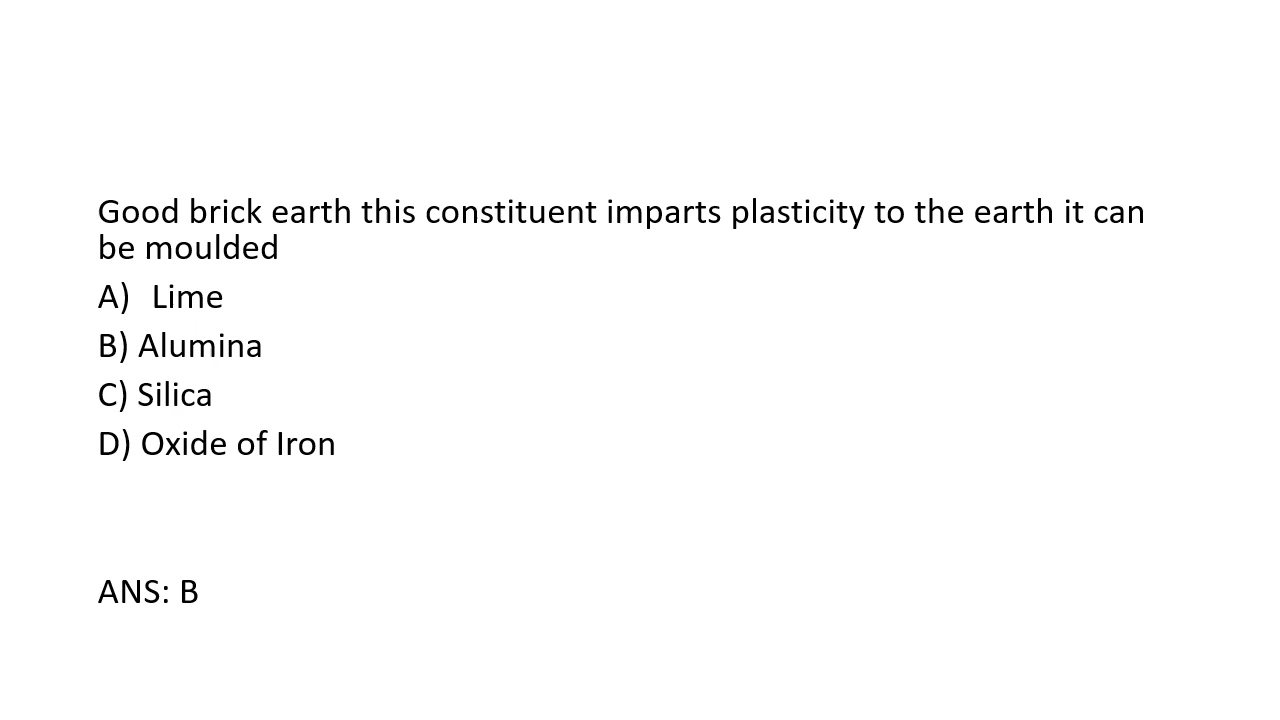 Good brick earth this constituent imparts plasticity to the earth it can
be moulded
A) Lime
B) Alumina
C) Silica
D) Oxide of Iron
ANS: B